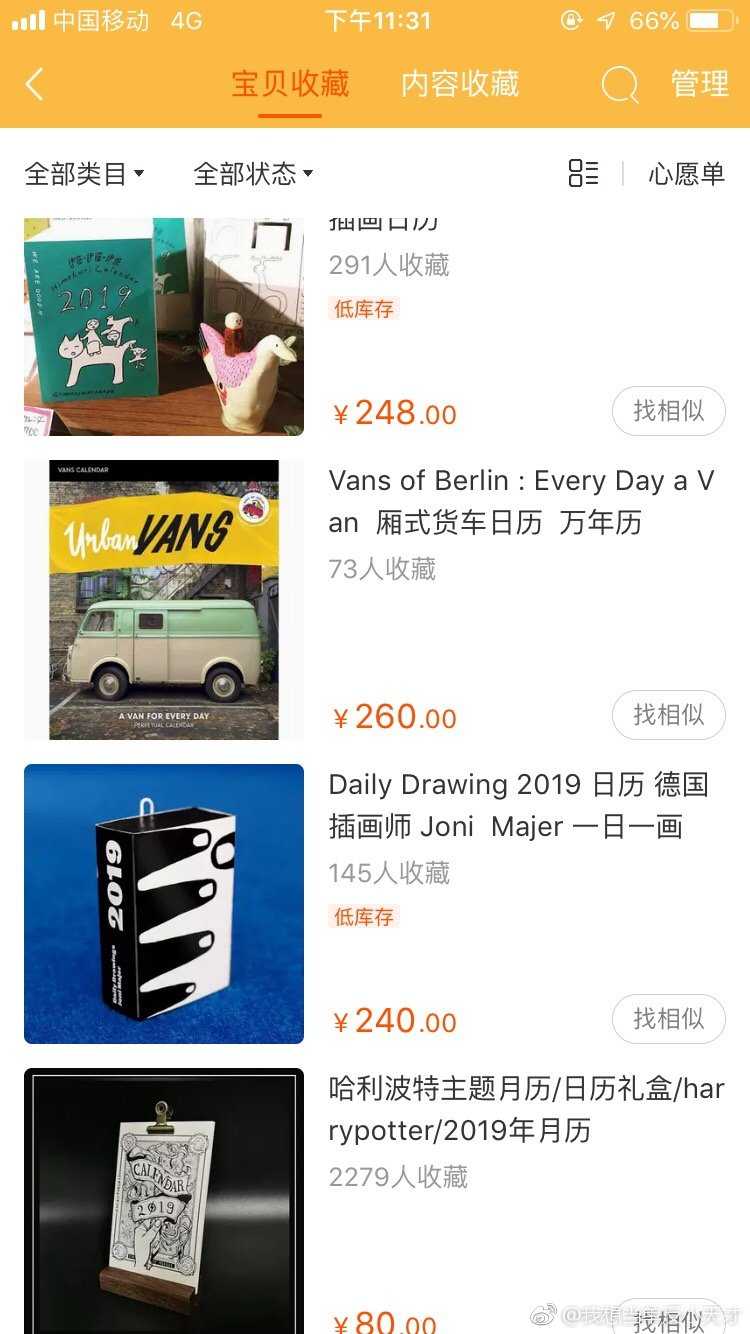 中国移动 4G 下午11:31 66%
宝贝收藏 内容收藏 管理
全部类目 全部状态 心愿单
插画日历
291人收藏
低库存
¥248.00 找相似
Himekuri Calendar
2019
VANS CALENDAR
Urban VANS
A VAN FOR EVERY DAY
PERPETUAL CALENDAR
Vans of Berlin : Every Day a V
an 厢式货车日历 万年历
73人收藏
¥260.00 找相似
2019
Daily Drawings
Joni Majer
Daily Drawing 2019 日历 德国
插画师 Joni Majer 一日一画
145人收藏
低库存
¥240.00 找相似
CALENDAR
2019
哈利波特主题月历/日历礼盒/har
rypotter/2019年月历
2279人收藏
¥80.00 找相似